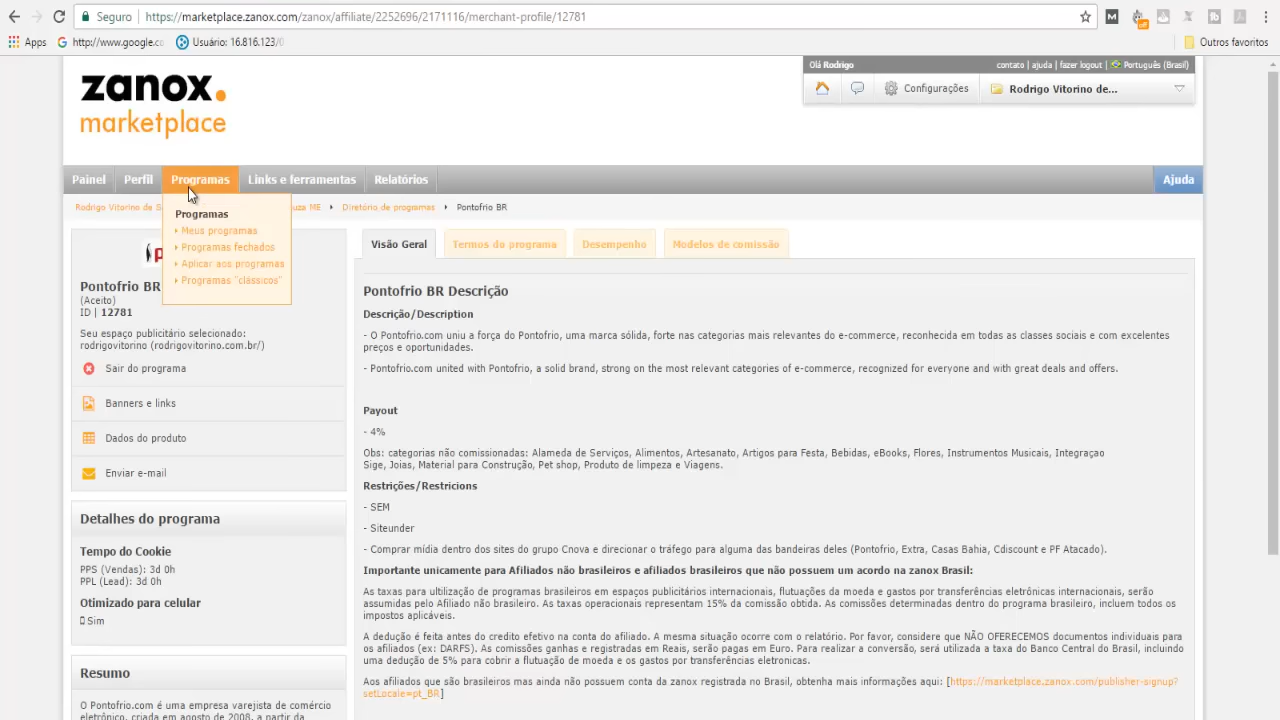 Seguro | https://marketplace.zanox.com/zanox/affiliate/2252696/2171116/merchant-profile/12781
Apps http://www.google.co Usuário: 16.816.123/0 Outros favoritos
Olá Rodrigo contato | ajuda | fazer logout | Português (Brasil)
Configurações Rodrigo Vitorino de...
zanox.
marketplace
Painel Perfil Programas Links e ferramentas Relatórios Ajuda
Rodrigo Vitorino de uza ME Diretório de programas Pontofrio BR
Programas
Meus programas
Programas fechados
Aplicar aos programas
Programas "clássicos"
Pontofrio BR
(Aceito)
ID | 12781
Seu espaço publicitário selecionado:
rodrigovitorino (rodrigovitorino.com.br/)
Sair do programa
Banners e links
Dados do produto
Enviar e-mail
Detalhes do programa
Tempo do Cookie
PPS (Vendas): 3d 0h
PPL (Lead): 3d 0h
Otimizado para celular
Sim
Resumo
O Pontofrio.com é uma empresa varejista de comércio
eletrônico, criada em agosto de 2008, a partir da
Visão Geral Termos do programa Desempenho Modelos de comissão
Pontofrio BR Descrição
Descrição/Description
- O Pontofrio.com uniu a força do Pontofrio, uma marca sólida, forte nas categorias mais relevantes do e-commerce, reconhecida em todas as classes sociais e com excelentes
preços e oportunidades.
- Pontofrio.com united with Pontofrio, a solid brand, strong on the most relevant categories of e-commerce, recognized for everyone and with great deals and offers.
Payout
- 4%
Obs: categorias não comissionadas: Alameda de Serviços, Alimentos, Artesanato, Artigos para Festa, Bebidas, eBooks, Flores, Instrumentos Musicais, Integraçao
Sige, Joias, Material para Construção, Pet shop, Produto de limpeza e Viagens.
Restrições/Restricions
- SEM
- Siteunder
- Comprar mídia dentro dos sites do grupo Cnova e direcionar o tráfego para alguma das bandeiras deles (Pontofrio, Extra, Casas Bahia, Cdiscount e PF Atacado).
Importante unicamente para Afiliados não brasileiros e afiliados brasileiros que não possuem um acordo na zanox Brasil:
As taxas para ultilização de programas brasileiros em espaços publicitários internacionais, flutuações da moeda e gastos por transferências eletrônicas internacionais, serão
assumidas pelo Afiliado não brasileiro. As taxas operacionais representam 15% da comissão obtida. As comissões determinadas dentro do programa brasileiro, incluem todos os
impostos aplicáveis.
A dedução é feita antes do credito efetivo na conta do afiliado. A mesma situação ocorre com o relatório. Por favor, considere que NÃO OFERECEMOS documentos individuais para
os afiliados (ex: DARFS). As comissões ganhas e registradas em Reais, serão pagas em Euro. Para realizar a conversão, será utilizada a taxa do Banco Central do Brasil, incluindo
uma dedução de 5% para cobrir a flutuação de moeda e os gastos por transferências eletronicas.
Aos afiliados que são brasileiros mas ainda não possuem conta da zanox registrada no Brasil, obtenha mais informações aqui: [https://marketplace.zanox.com/publisher-signup?
setLocale=pt_BR]